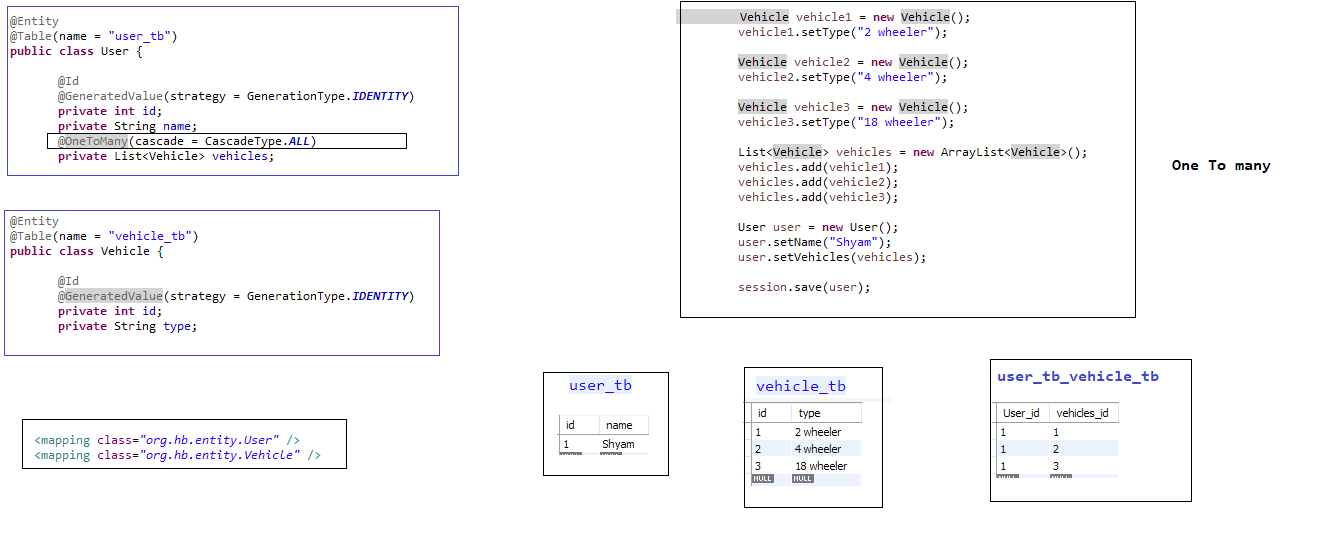 @Entity
@Table(name = "user_tb")
public class User {
@Id
@GeneratedValue(strategy = GenerationType.IDENTITY)
private int id;
private String name;
@OneToMany(cascade = CascadeType.ALL)
private List<Vehicle> vehicles;
@Entity
@Table(name = "vehicle_tb")
public class Vehicle {
@Id
@GeneratedValue(strategy = GenerationType.IDENTITY)
private int id;
private String type;
<mapping class="org.hb.entity.User" />
<mapping class="org.hb.entity.Vehicle" />
Vehicle vehicle1 = new Vehicle();
vehicle1.setType("2 wheeler");
Vehicle vehicle2 = new Vehicle();
vehicle2.setType("4 wheeler");
Vehicle vehicle3 = new Vehicle();
vehicle3.setType("18 wheeler");
List<Vehicle> vehicles = new ArrayList<Vehicle>();
vehicles.add(vehicle1);
vehicles.add(vehicle2);
vehicles.add(vehicle3);
User user = new User();
user.setName("Shyam");
user.setVehicles(vehicles);
session.save(user);
One To many
user_tb
id name
1 Shyam
NULL NULL
vehicle_tb
id type
1 2 wheeler
2 4 wheeler
3 18 wheeler
NULL NULL
user_tb_vehicle_tb
User_id vehicles_id
1 1
1 2
1 3
NULL NULL